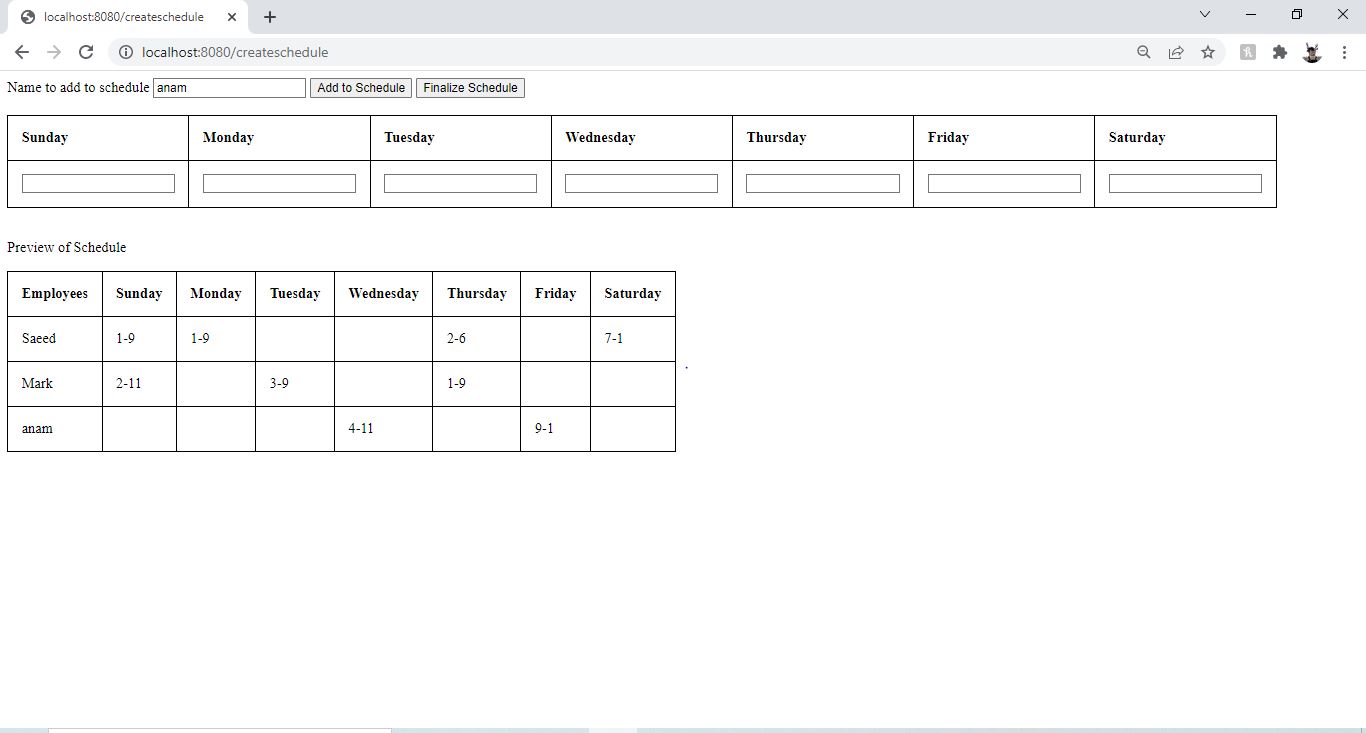 localhost:8080/createschedule
localhost:8080/createschedule
Name to add to schedule anam Add to Schedule Finalize Schedule
Sunday Monday Tuesday Wednesday Thursday Friday Saturday
Preview of Schedule
Employees Sunday Monday Tuesday Wednesday Thursday Friday Saturday
Saeed 1-9 1-9 2-6 7-1
Mark 2-11 3-9 1-9
anam 4-11 9-1